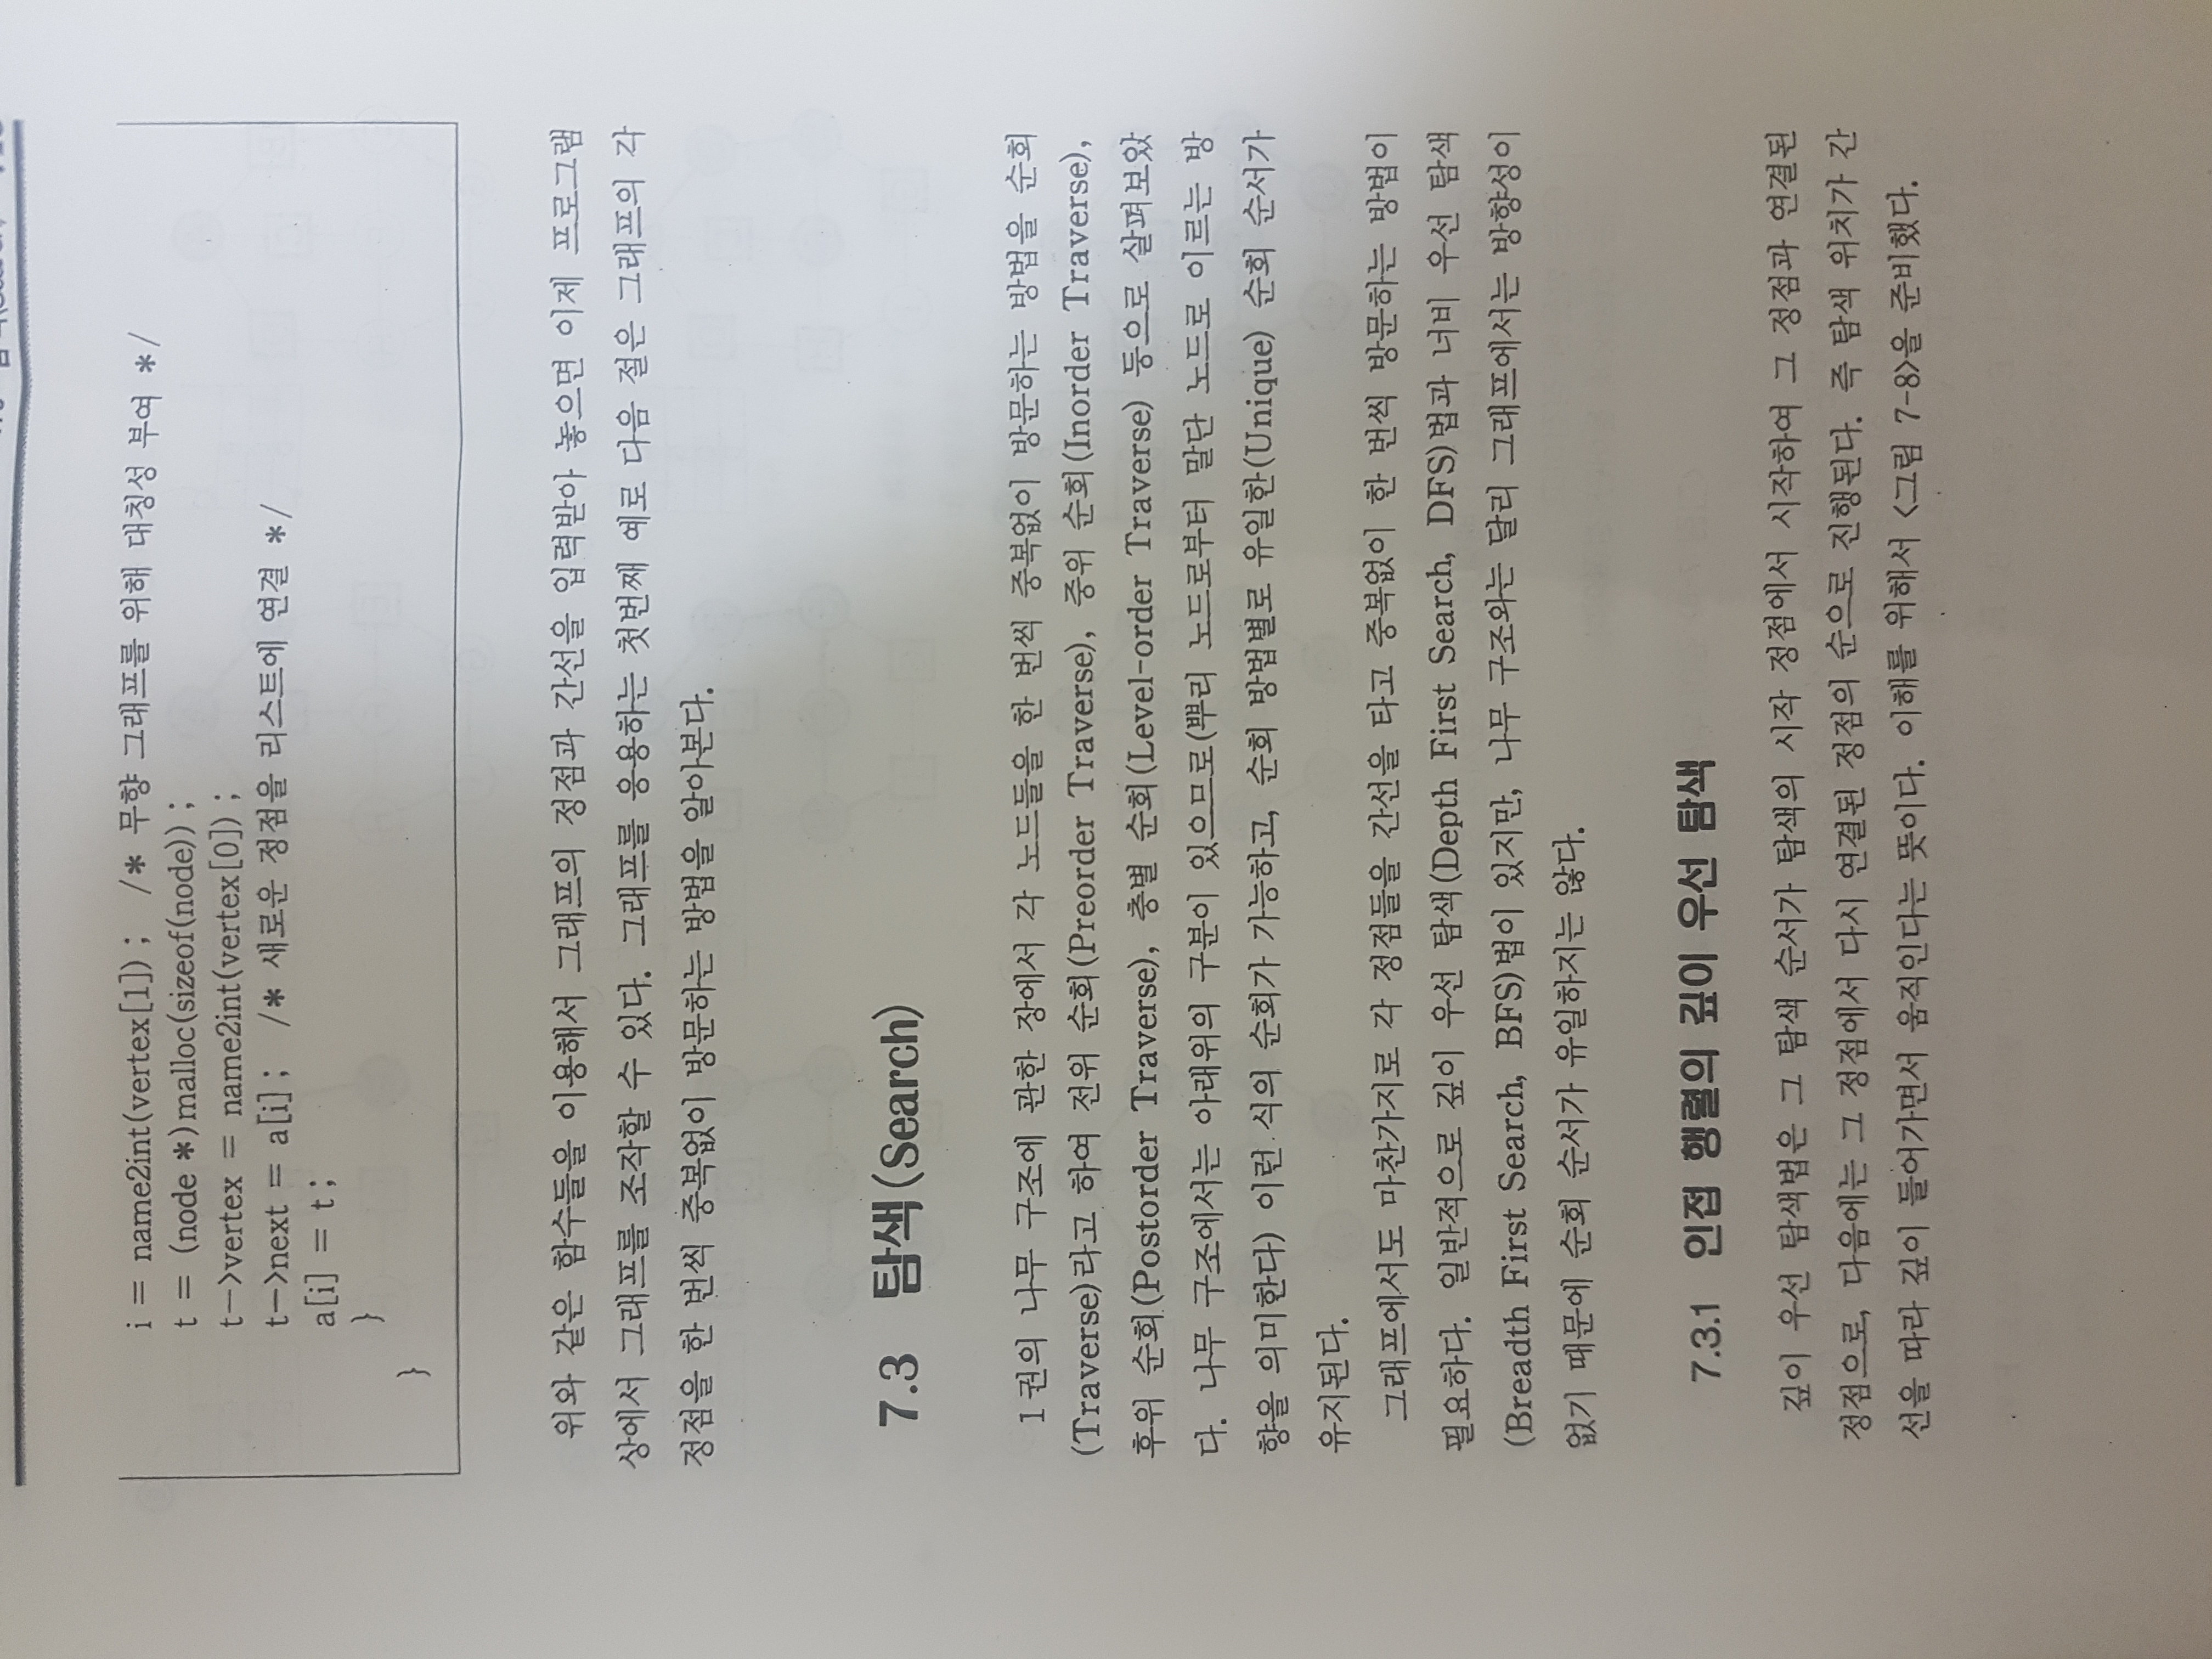 i = name2int(vertex[1]) ; /* 무향 그래프를 위해 대칭성 부여 */
t = (node *)malloc(sizeof(node)) ;
t->vertex = name2int(vertex[0]) ;
t->next = a[i] ; /* 새로운 정점을 리스트에 연결 */
a[i] = t ;
}
}
위와 같은 함수들을 이용해서 그래프의 정점과 간선을 입력받아 놓으면 이제 프로그램
상에서 그래프를 조작할 수 있다. 그래프를 응용하는 첫번째 예로 다음 절은 그래프의 각
정점을 한 번씩 중복없이 방문하는 방법을 알아본다.
7.3 탐색(Search)
1권의 나무 구조에 관한 장에서 각 노드들을 한 번씩 중복없이 방문하는 방법을 순회
(Traverse)라고 하여 전위 순회(Preorder Traverse), 중위 순회(Inorder Traverse),
후위 순회(Postorder Traverse), 층별 순회(Level-order Traverse) 등으로 살펴보았
다. 나무 구조에서는 아래위의 구분이 있으므로(뿌리 노드로부터 말단 노드로 이르는 방
향을 의미한다) 이런 식의 순회가 가능하고, 순회 방법별로 유일한(Unique) 순회 순서가
유지된다.
그래프에서도 마찬가지로 각 정점들을 간선을 타고 중복없이 한 번씩 방문하는 방법이
필요하다. 일반적으로 깊이 우선 탐색(Depth First Search, DFS)법과 너비 우선 탐색
(Breadth First Search, BFS)법이 있지만, 나무 구조와는 달리 그래프에서는 방향성이
없기 때문에 순회 순서가 유일하지는 않다.
7.3.1 인접 행렬의 깊이 우선 탐색
깊이 우선 탐색법은 그 탐색 순서가 탐색의 시작 정점에서 시작하여 그 정점과 연결된
정점으로, 다음에는 그 정점에서 다시 연결된 정점의 순으로 진행된다. 즉 탐색 위치가 간
선을 따라 깊이 들어가면서 움직인다는 뜻이다. 이해를 위해서 <그림 7-8>을 준비했다.